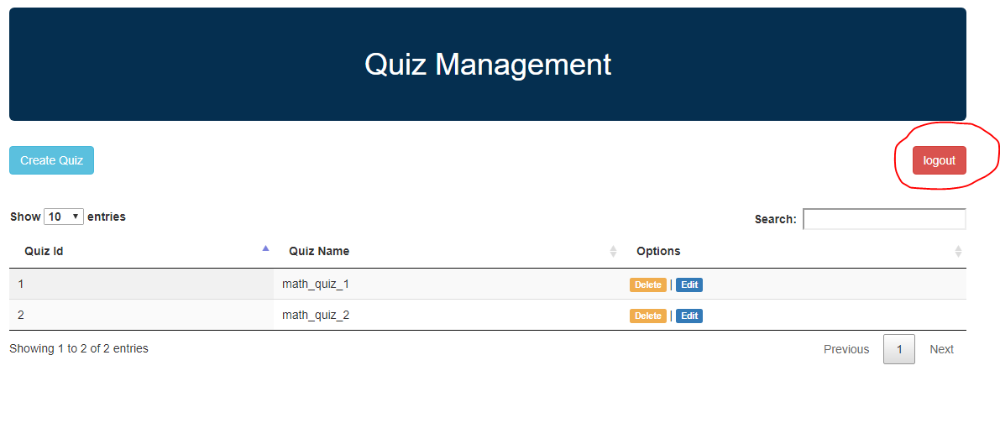 Quiz Management
Create Quiz logout
Show 10 entries Search:
Quiz Id Quiz Name Options
1 math_quiz_1 Delete | Edit
2 math_quiz_2 Delete | Edit
Showing 1 to 2 of 2 entries Previous 1 Next